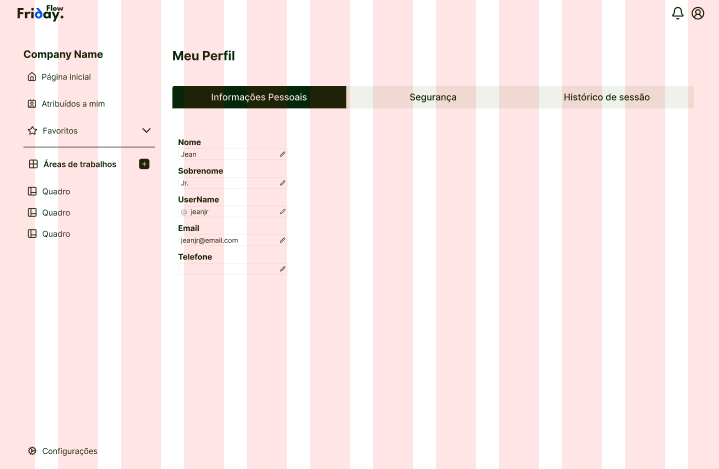 Flow
Friday.
Company Name
Página inicial
Atribuídos a mim
Favoritos
Áreas de trabalhos
Quadro
Quadro
Quadro
Configurações
Meu Perfil
Informações Pessoais
Segurança
Histórico de sessão
Nome
Jean
Sobrenome
Jr.
UserName
@ jeanjr
Email
jeanjr@email.com
Telefone